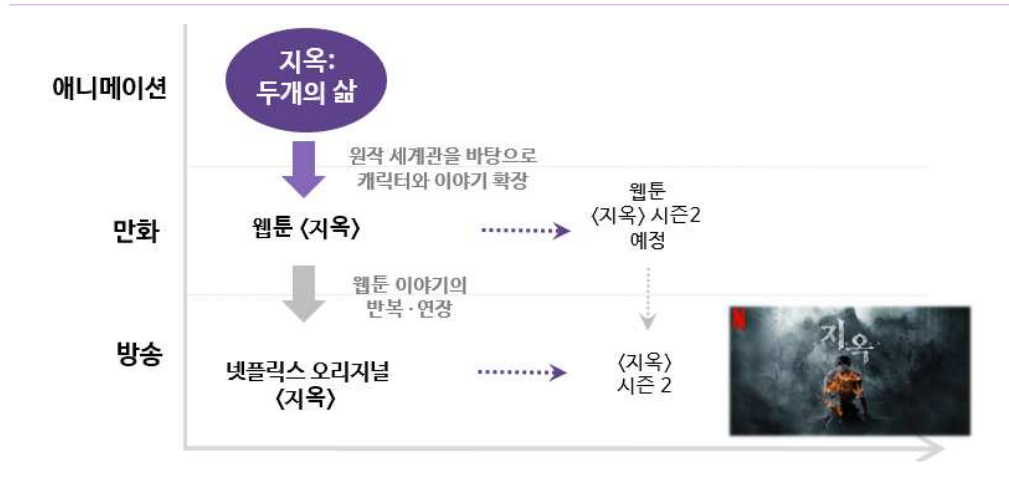 애니메이션
지옥:
두개의 삶
원작 세계관을 바탕으로
캐릭터와 이야기 확장
만화
웹툰 〈지옥〉
웹툰
〈지옥〉 시즌2
예정
웹툰 이야기의
반복·연장
방송
넷플릭스 오리지널
〈지옥〉
〈지옥〉
시즌 2
N
지옥